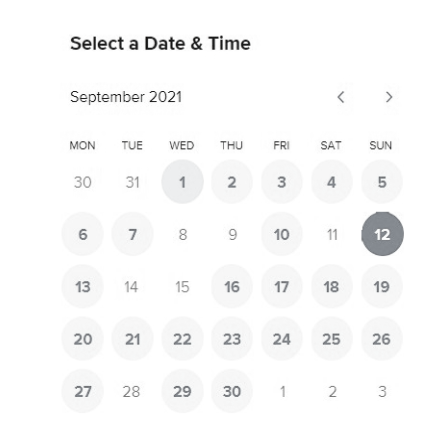 Select a Date & Time
September 2021
MON TUE WED THU FRI SAT SUN
30 31 1 2 3 4 5
6 7 8 9 10 11 12
13 14 15 16 17 18 19
20 21 22 23 24 25 26
27 28 29 30 1 2 3